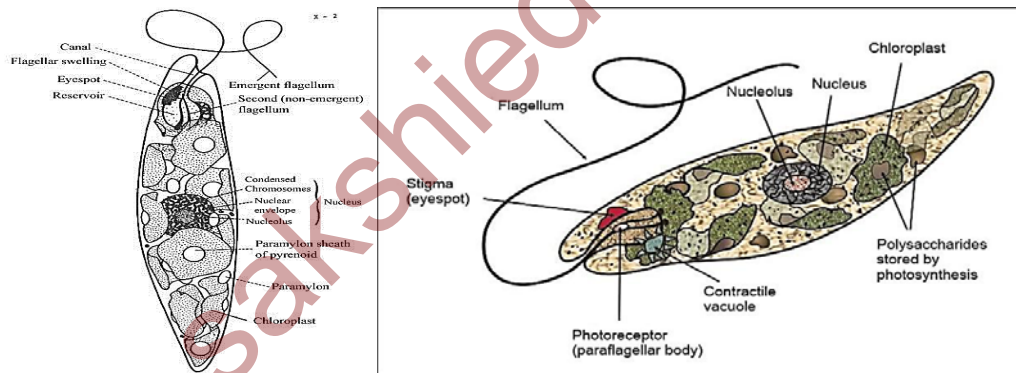 X - 2
Canal
Flagellar swelling
Eyespot
Reservoir
Emergent flagellum
Second (non-emergent)
flagellum
Condensed
Chromosomes
Nuclear
envelope
Nucleolus
Nucleus
Paramylon sheath
of pyrenoid
Paramylon
Chloroplast
Chloroplast
Nucleus
Nucleolus
Flagellum
Stigma
(eyespot)
Polysaccharides
stored by
photosynthesis
Contractile
vacuole
Photoreceptor
(paraflagellar body)
sakshied